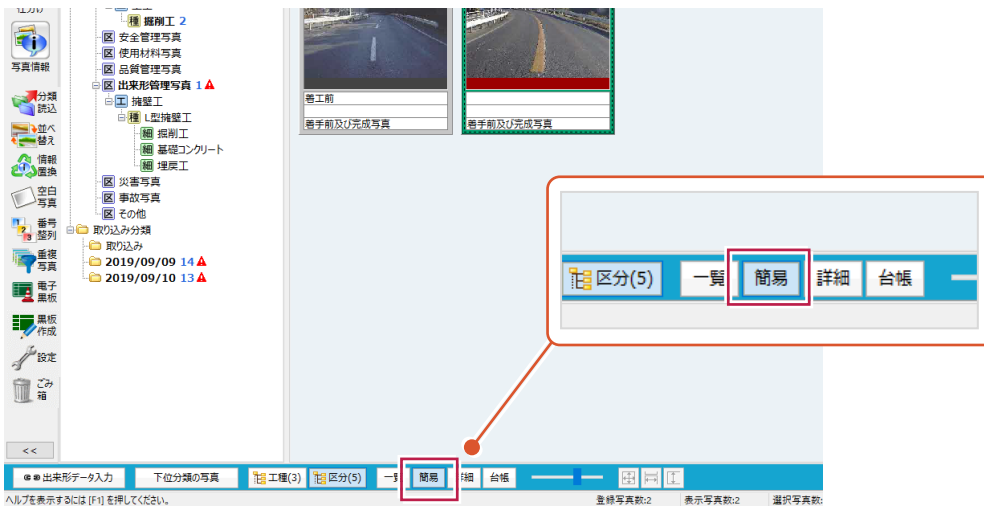 仕分け
写真情報
分類
読込
並べ
替え
情報
置換
空白
写真
番号
整列
重複
写真
電子
黒板
黒板
作成
設定
ごみ
箱
<<
種 掘削工 2
区 安全管理写真
区 使用材料写真
区 品質管理写真
区 出来形管理写真 1
工 擁壁工
種 L型擁壁工
細 掘削工
細 基礎コンクリート
細 埋戻工
区 災害写真
区 事故写真
区 その他
取り込み分類
取り込み
2019/09/09 14
2019/09/10 13
着工前
着手前及び完成写真
着手前及び完成写真
区分(5) 一覧 簡易 詳細 台帳
出来形データ入力 下位分類の写真 工種(3) 区分(5) 一覧 簡易 詳細 台帳
ヘルプを表示するには [F1] を押してください。 登録写真数:2 表示写真数:2 選択写真数: